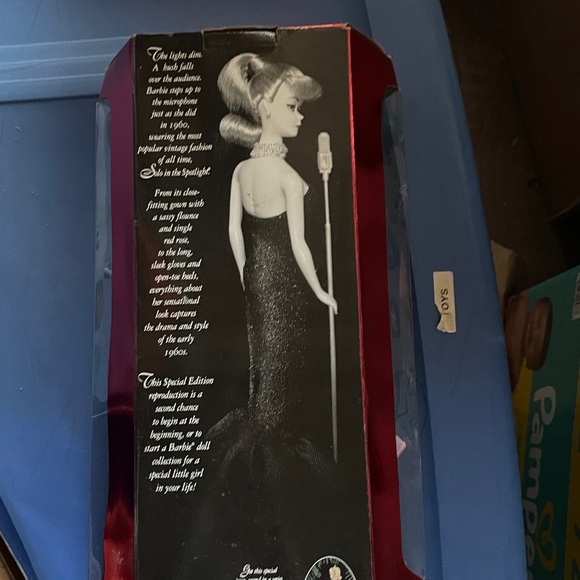 The lights dim.
A hush falls
over the audience.
Barbie steps up to
the microphone
just as she did
in 1960,
wearing the most
popular vintage fashion
of all time,
Solo in the Spotlight.
From its close-
fitting gown with
a sassy flounce
and single
red rose,
to the long,
sleek gloves and
open-toe heels,
everything about
her sensational
look captures
the drama and style
of the early
1960s.
This Special Edition
reproduction is a
second chance
to begin at the
beginning, or to
start a Barbie® doll
collection for a
special little girl
in your life!
this special
TOYS
Pampe